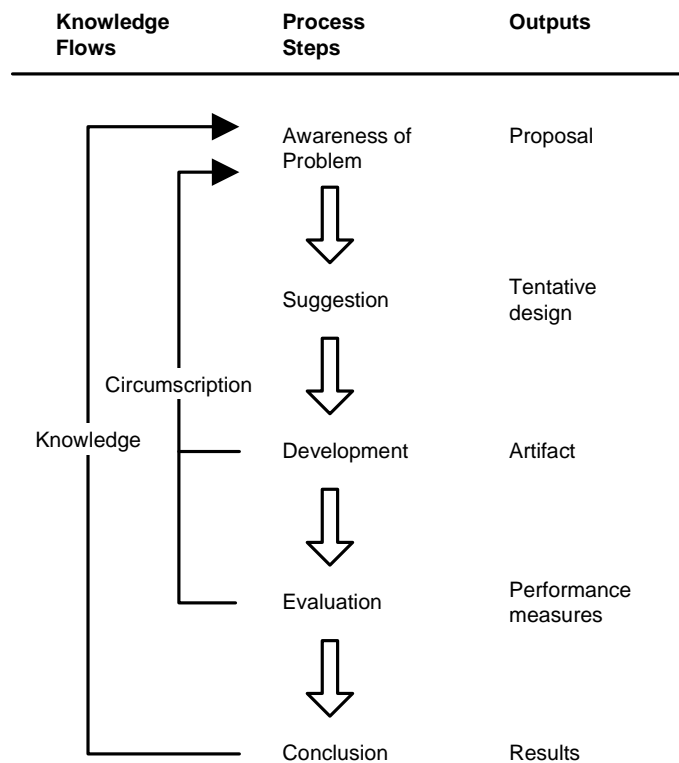 Knowledge
Flows
Process
Steps
Outputs
Awareness of
Problem
Proposal
Suggestion
Tentative
design
Circumscription
Knowledge
Development
Artifact
Evaluation
Performance
measures
Conclusion
Results